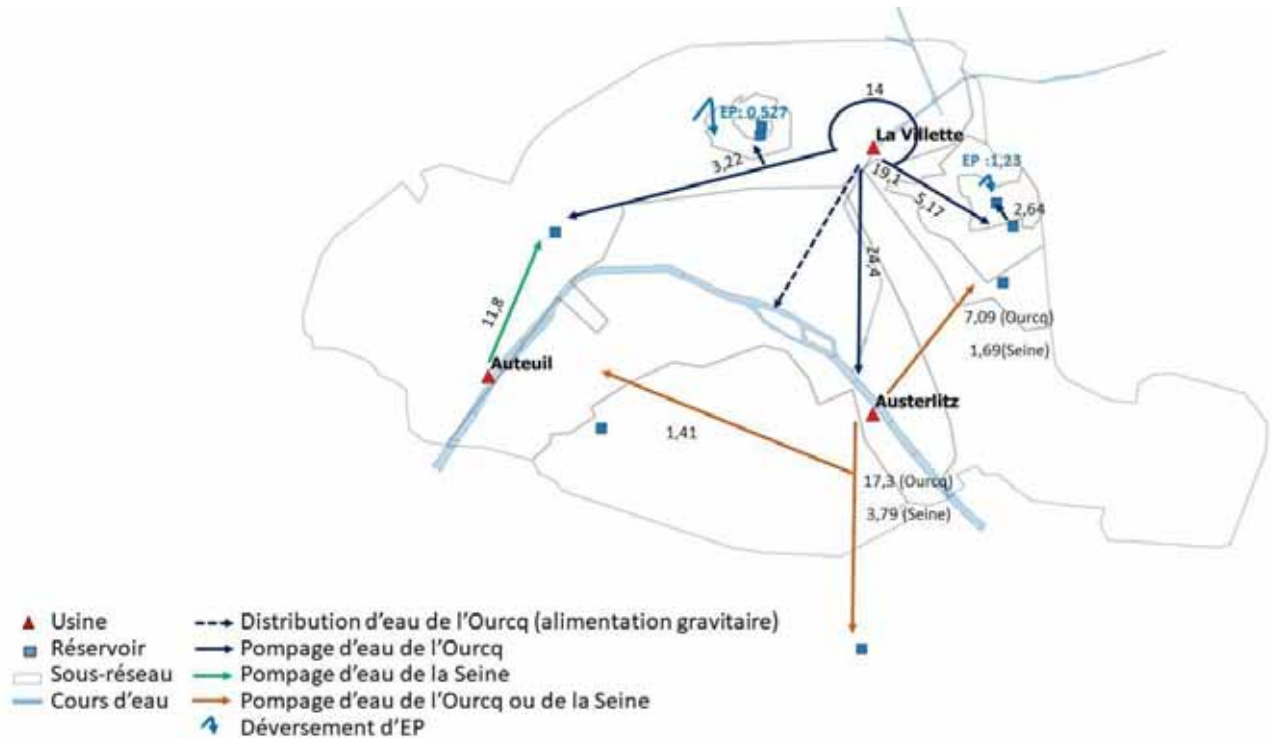 14
EP: 0,527
La Villette
3,22
19,1
EP :1,23
5,17
2,64
24,4
11,8
7,09 (Ourcq)
1,69(Seine)
Auteuil
Austerlitz
1,41
17,3 (Ourcq)
3,79 (Seine)
Usine
Distribution d'eau de l'Ourcq (alimentation gravitaire)
Réservoir
Pompage d'eau de l'Ourcq
Sous-réseau
Pompage d'eau de la Seine
Cours d'eau
Pompage d'eau de l'Ourcq ou de la Seine
Déversement d'EP